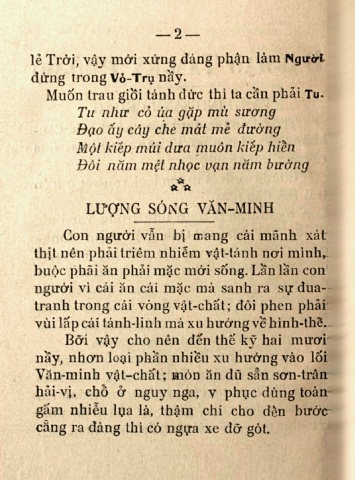 — 2 —
lẻ Trời, vậy mới xứng đáng phận làm Người
đứng trong Vỏ-Trụ nầy.
Muốn trau giồi tánh đức thì ta cần phải Tu.
Tu như cỏ úa gặp mù sương
Đạo ấy cây che mát mẻ đường
Một kiếp muối dưa muôn kiếp hiền
Đôi năm mệt nhọc vạn năm bường
LƯỢNG SÓNG VĂN-MINH
Con người vẫn bị mang cái mãnh xát
thịt nên phải triêm nhiễm vật-tánh nơi mình,
buộc phải ăn phải mặc mới sống. Lần lần con
người vì cái ăn cái mặc mà sanh ra sự đua-
tranh trong cái vòng vật-chất; đôi phen phải
vùi lấp cái tánh-linh mà xu hướng về hình-thể.
Bỡi vậy cho nên đến thế kỷ hai mươi
nầy, nhơn loại phần nhiều xu hướng vào lối
Văn-minh vật-chất; món ăn đũ sẵn sơn-trân
hải-vị, chỗ ở nguy nga, y phục dùng toàn
gấm nhiễu lụa là, thậm chí cho đến bước
cẳng ra đàng thì có ngựa xe dỡ gót.